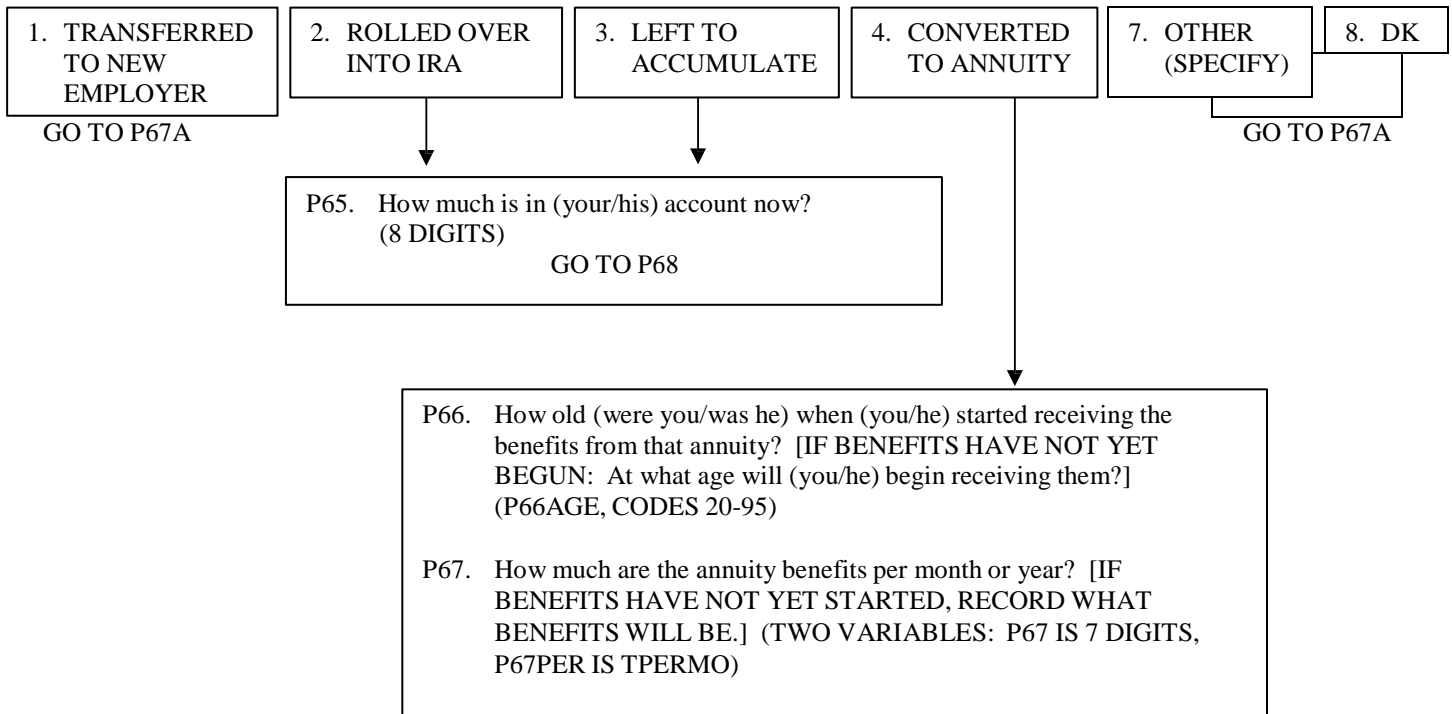 1. TRANSFERRED
TO NEW
EMPLOYER
2. ROLLED OVER
INTO IRA
3. LEFT TO
ACCUMULATE
4. CONVERTED
TO ANNUITY
7. OTHER
(SPECIFY)
8. DK
GO TO P67A
GO TO P67A
P65. How much is in (your/his) account now?
(8 DIGITS)
GO TO P68
P66. How old (were you/was he) when (you/he) started receiving the
benefits from that annuity? [IF BENEFITS HAVE NOT YET
BEGUN: At what age will (you/he) begin receiving them?]
(P66AGE, CODES 20-95)
P67. How much are the annuity benefits per month or year? [IF
BENEFITS HAVE NOT YET STARTED, RECORD WHAT
BENEFITS WILL BE.] (TWO VARIABLES: P67 IS 7 DIGITS,
P67PER IS TPERMO)